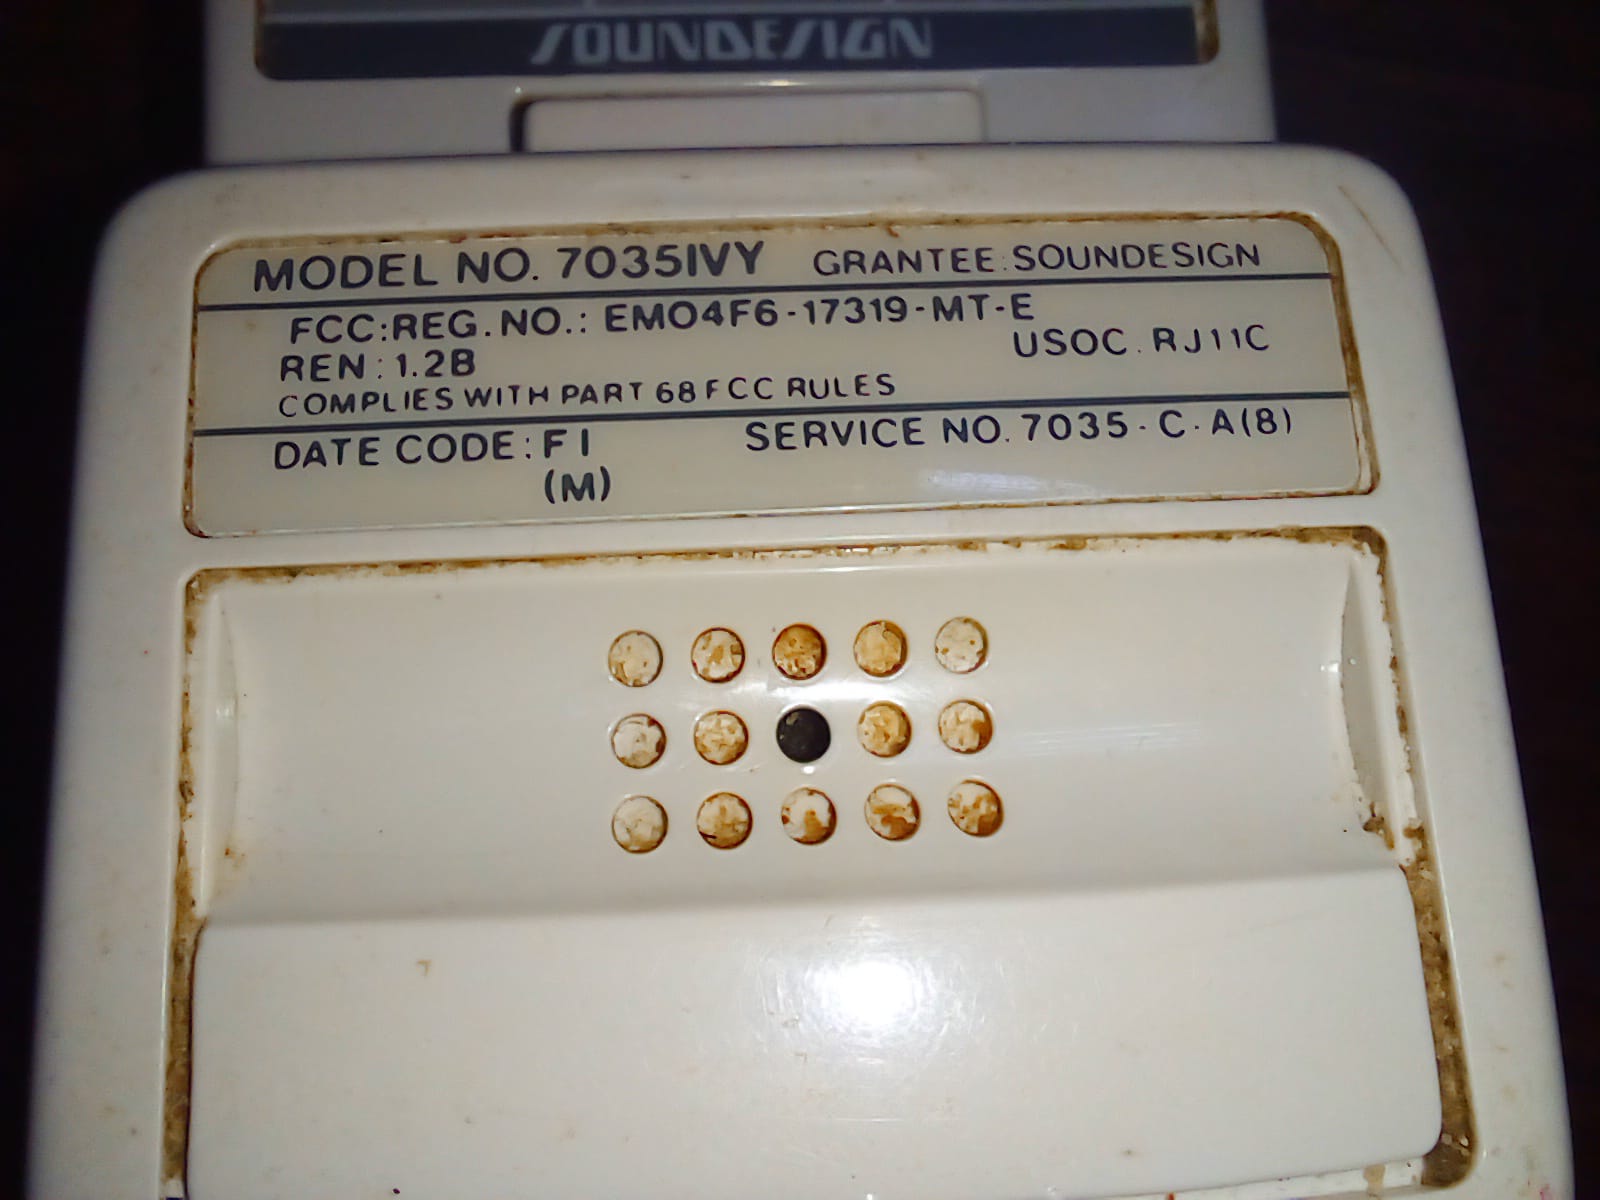 SOUNDESIGN
MODEL NO. 7035IVY GRANTEE: SOUNDESIGN
FCC:REG.NO.: EMO4F6-17319-MT-E
REN: 1.2B USOC. RJ11C
COMPLIES WITH PART 68 FCC RULES
DATE CODE: F1 SERVICE NO. 7035-C-A(8)
(M)